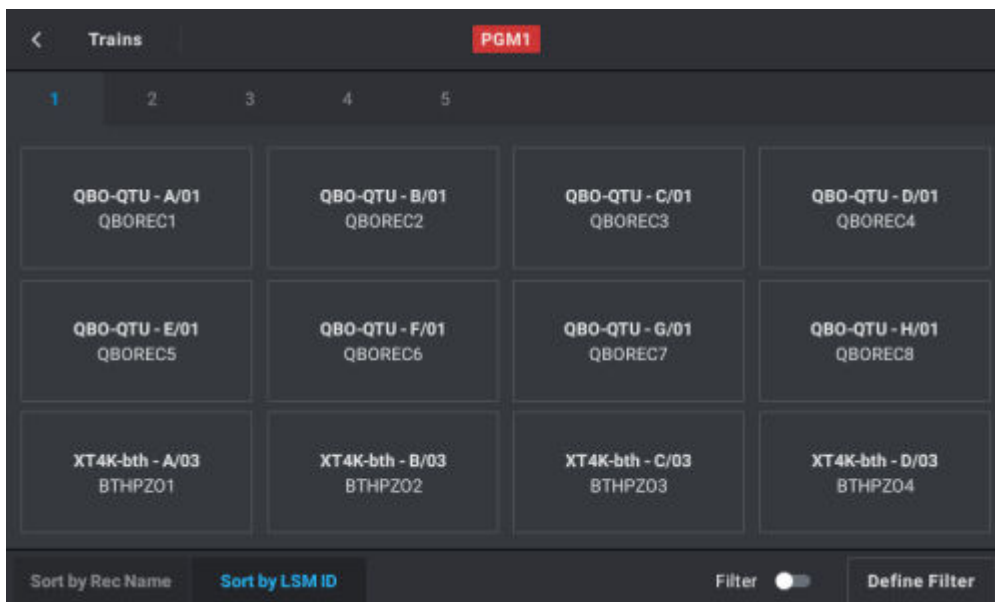 Trains PGM1
1 2 3 4 5
QBO-QTU - A/01 QBO-QTU - B/01 QBO-QTU - C/01 QBO-QTU - D/01
QBOREC1 QBOREC2 QBOREC3 QBOREC4
QBO-QTU - E/01 QBO-QTU - F/01 QBO-QTU - G/01 QBO-QTU - H/01
QBOREC5 QBOREC6 QBOREC7 QBOREC8
XT4K-bth - A/03 XT4K-bth - B/03 XT4K-bth - C/03 XT4K-bth - D/03
BTHPZO1 BTHPZO2 BTHPZO3 BTHPZO4
Sort by Rec Name Sort by LSM ID Filter Define Filter